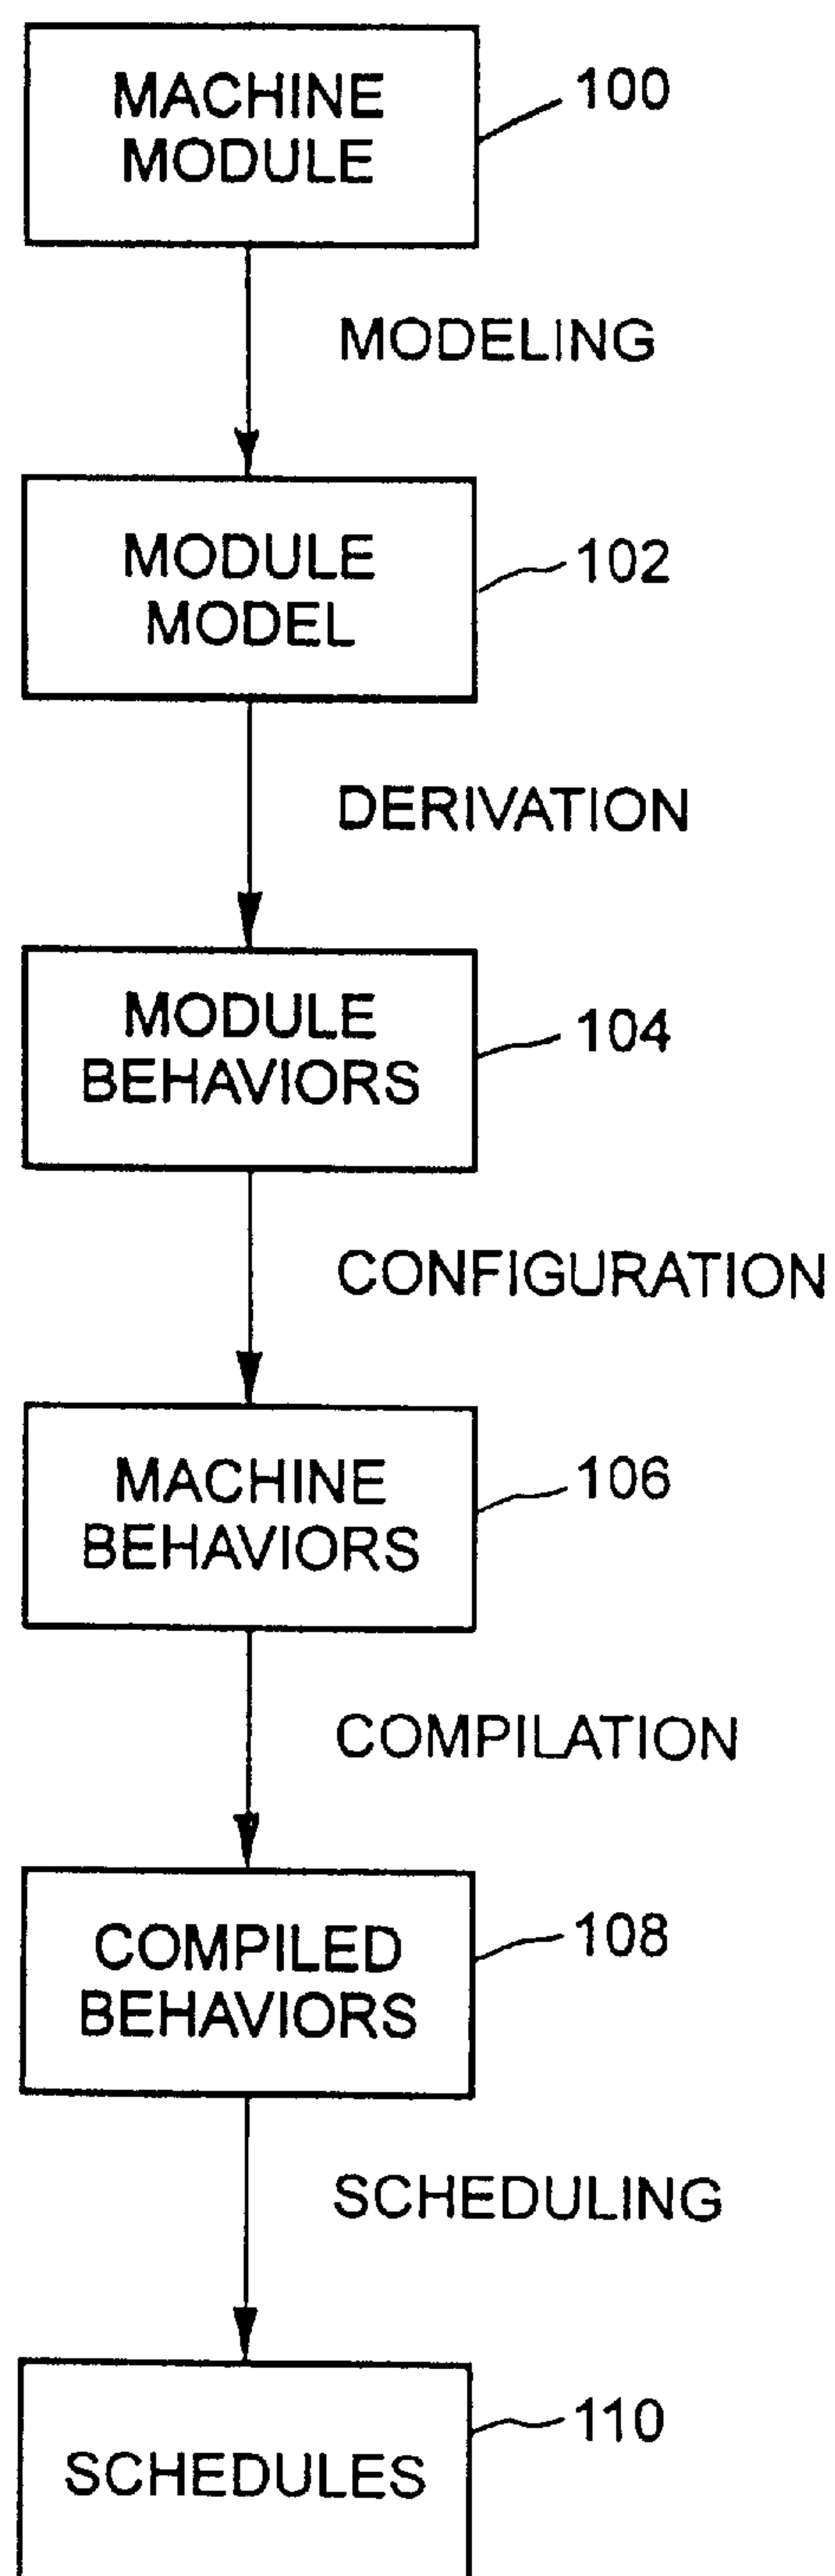 MACHINE
MODULE
100
MODELING
MODULE
MODEL
102
DERIVATION
MODULE
BEHAVIORS
104
CONFIGURATION
MACHINE
BEHAVIORS
106
COMPILATION
COMPILED
BEHAVIORS
108
SCHEDULING
SCHEDULES
110